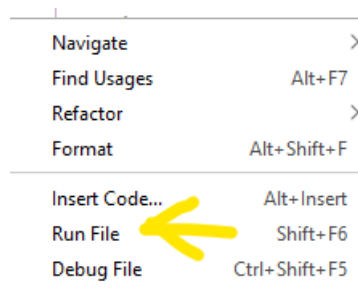 Navigate
Find Usages Alt+F7
Refactor
Format Alt+Shift+F
Insert Code... Alt+Insert
Run File Shift+F6
Debug File Ctrl+Shift+F5